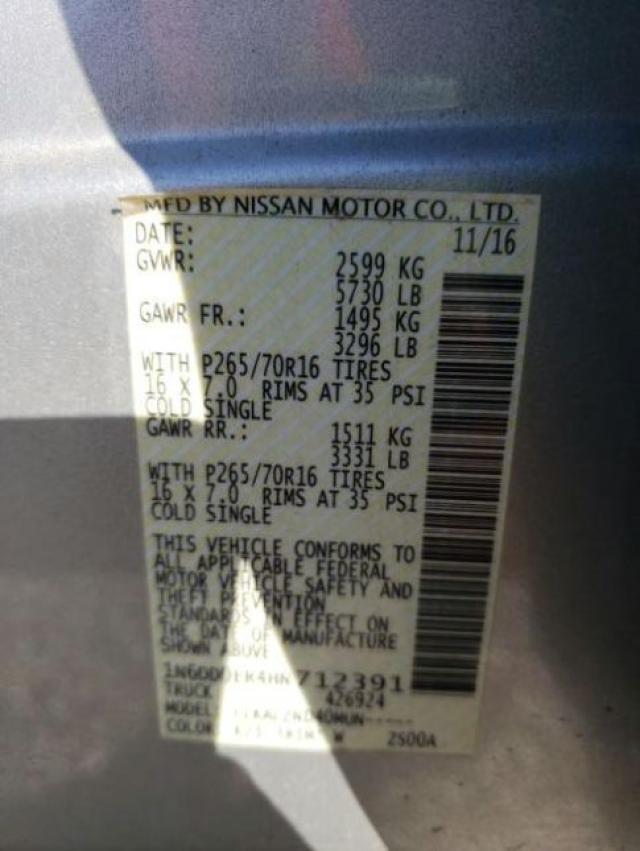 MFD BY NISSAN MOTOR CO., LTD.
DATE: 11/16
GVWR: 2599 KG
5730 LB
GAWR FR.: 1495 KG
3296 LB
WITH P265/70R16 TIRES
16 X 7.0 RIMS AT 35 PSI
COLD SINGLE
GAWR RR.: 1511 KG
3331 LB
WITH P265/70R16 TIRES
16 X 7.0 RIMS AT 35 PSI
COLD SINGLE
THIS VEHICLE CONFORMS TO
ALL APPLICABLE FEDERAL
MOTOR VEHICLE SAFETY AND
THEFT PREVENTION
STANDARDS IN EFFECT ON
THE DATE OF MANUFACTURE
SHOWN ABOVE
TRUCK 426924
MODEL:
COLOR: 2S00A